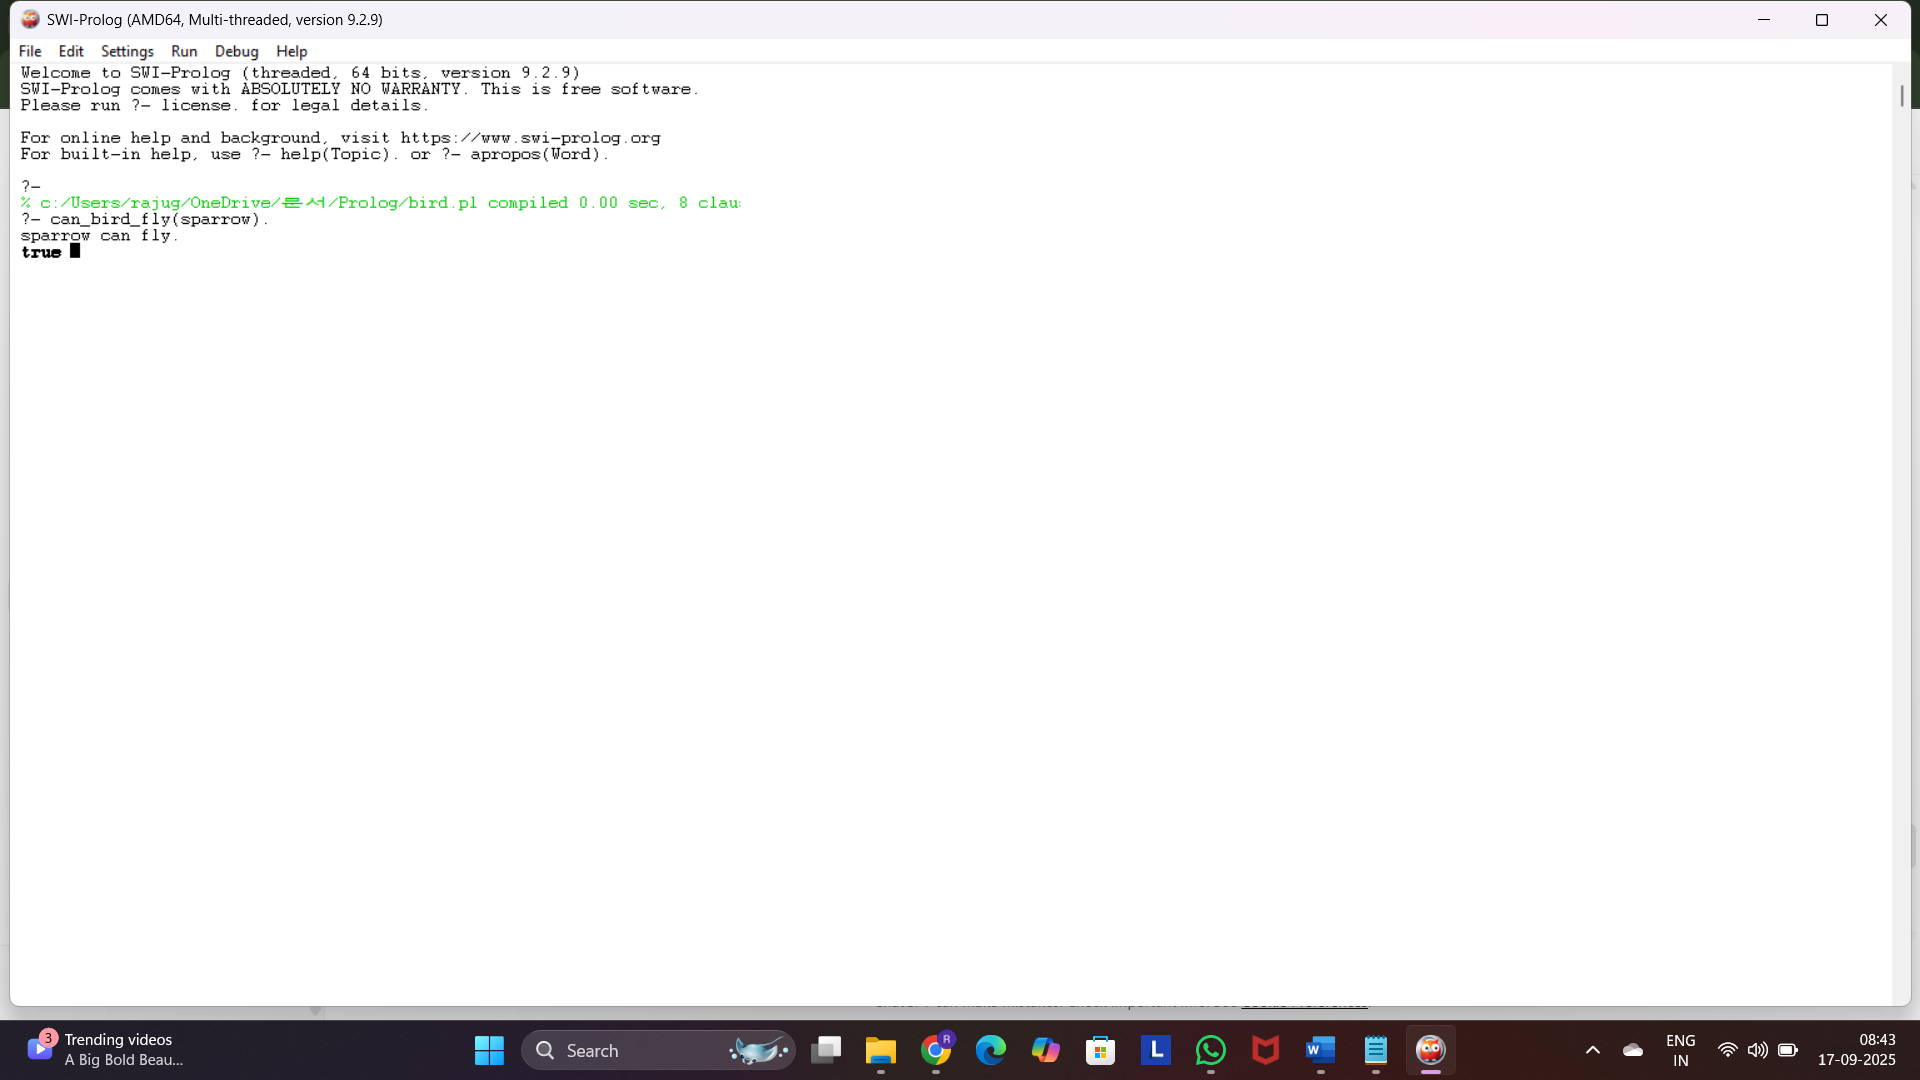 SWI-Prolog (AMD64, Multi-threaded, version 9.2.9)
File Edit Settings Run Debug Help
Welcome to SWI-Prolog (threaded, 64 bits, version 9.2.9)
SWI-Prolog comes with ABSOLUTELY NO WARRANTY. This is free software.
Please run ?- license. for legal details.
For online help and background, visit https://www.swi-prolog.org
For built-in help, use ?- help(Topic). or ?- apropos(Word).
?-
% c:/Users/rajug/OneDrive/문서/Prolog/bird.pl compiled 0.00 sec, 8 clau
?- can_bird_fly(sparrow).
sparrow can fly.
true
3
Trending videos
A Big Bold Beau...
Search
R
L
W
ENG
IN
08:43
17-09-2025